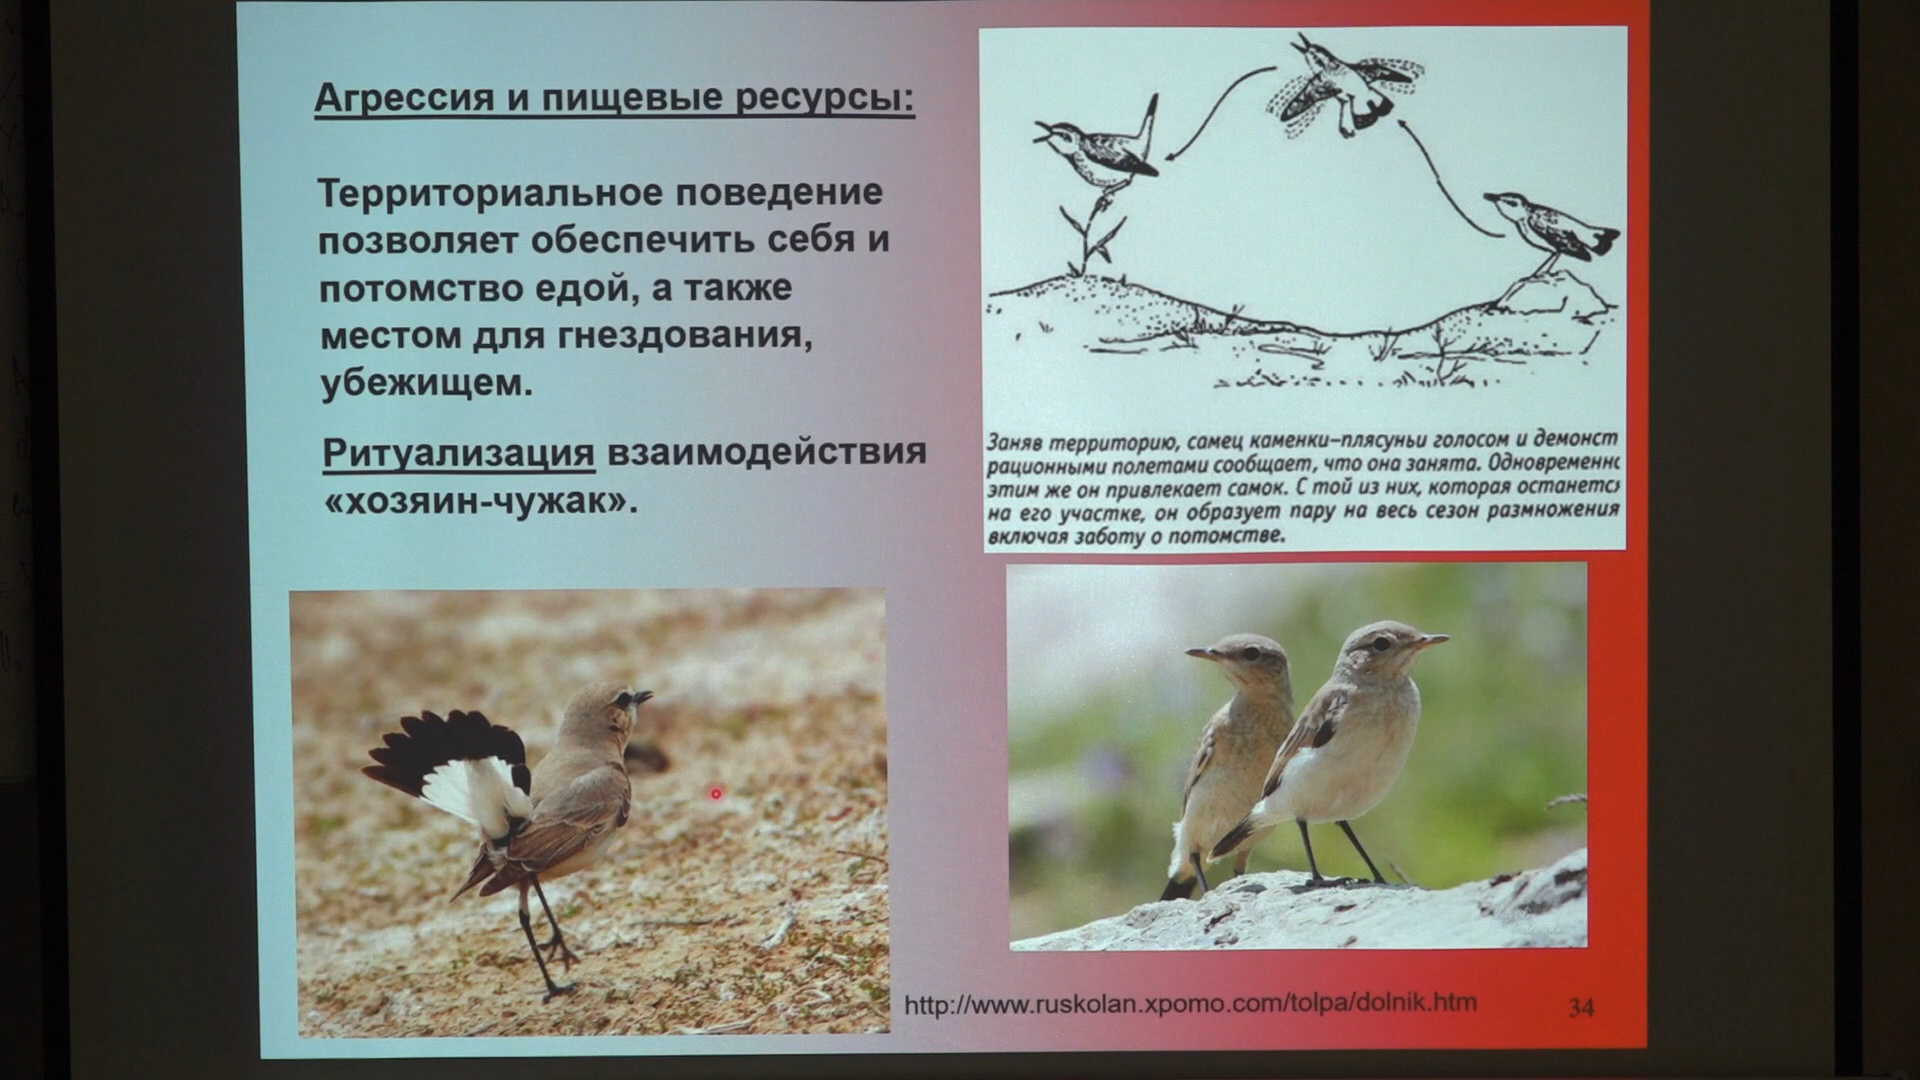 Агрессия и пищевые ресурсы:
Территориальное поведение
позволяет обеспечить себя и
потомство едой, а также
местом для гнездования,
убежищем.
Ритуализация взаимодействия
«хозяин-чужак».
Заняв территорию, самец каменки-плясуньи голосом и демонст
рационными полетами сообщает, что она занята. Одновременно
этим же он привлекает самок. С той из них, которая останется
на его участке, он образует пару на весь сезон размножения
включая заботу о потомстве.
http://www.ruskolan.xpomo.com/tolpa/dolnik.htm
34